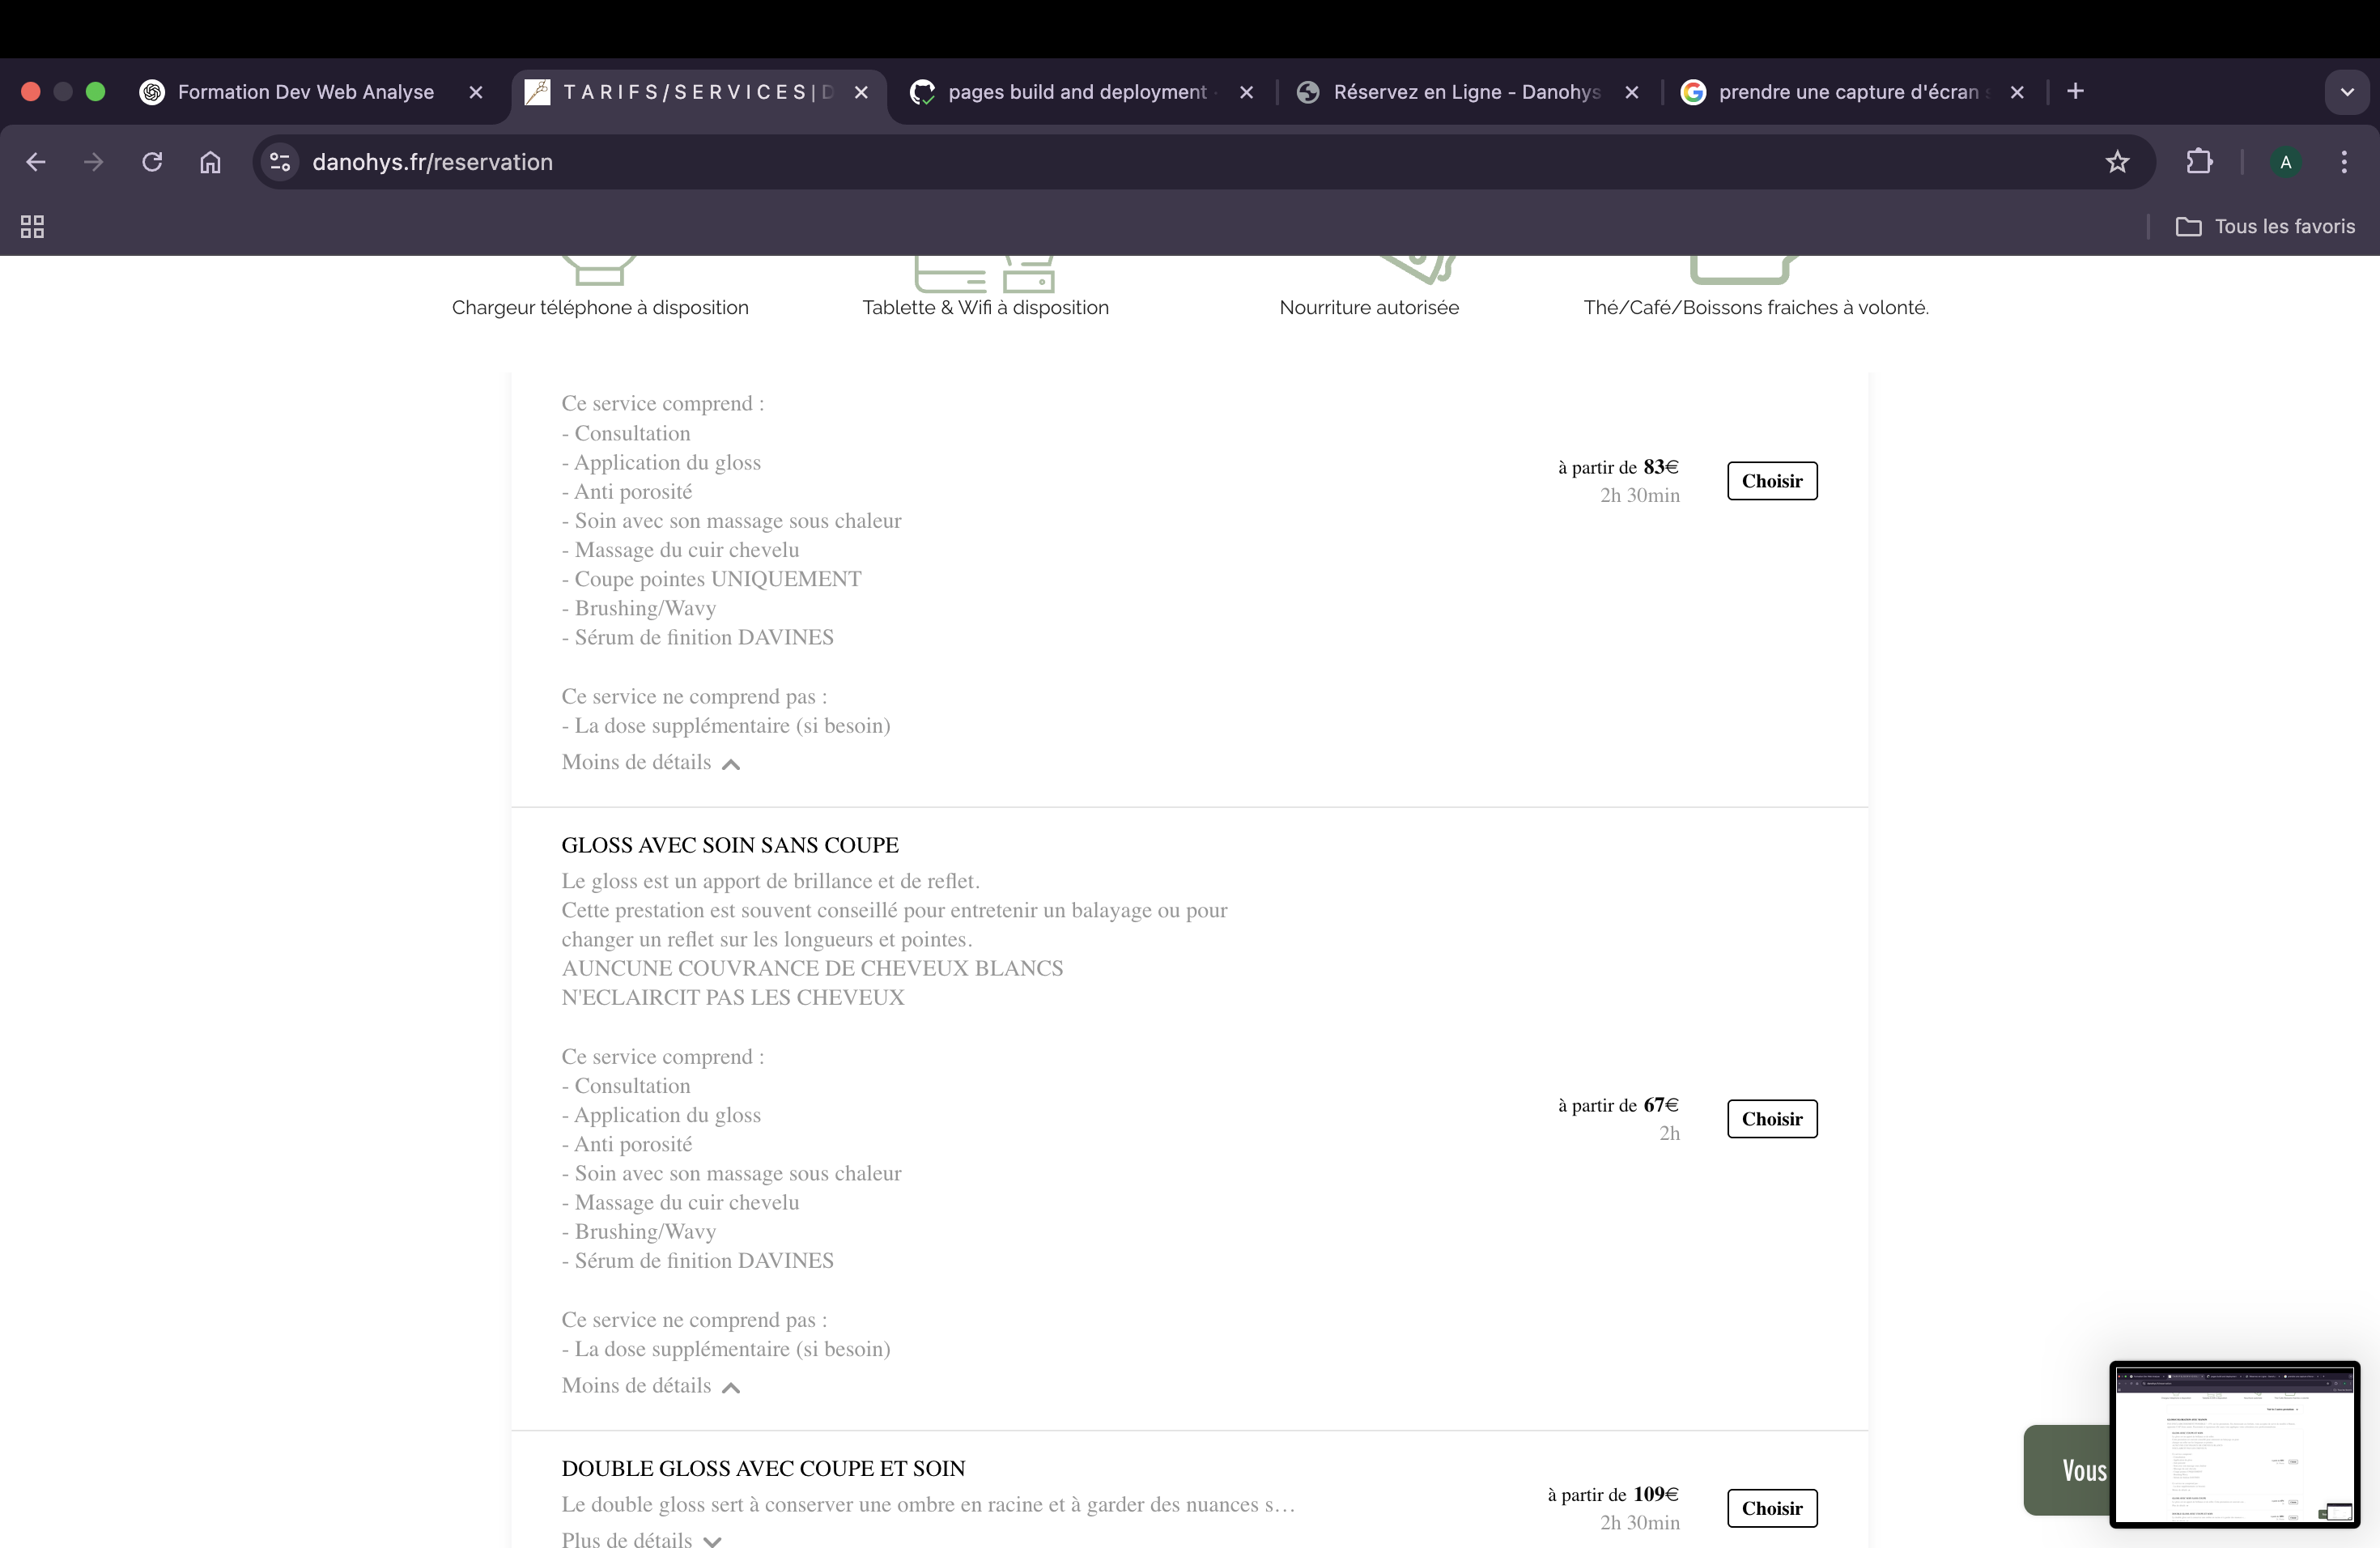 Formation Dev Web Analyse
TARIFS/SERVICES|D
pages build and deployment
Réservez en Ligne - Danohys
prendre une capture d'écran s
danohys.fr/reservation
A
Tous les favoris
Chargeur téléphone à disposition
Tablette & Wifi à disposition
Nourriture autorisée
Thé/Café/Boissons fraiches à volonté.
Ce service comprend :
- Consultation
- Application du gloss
- Anti porosité
- Soin avec son massage sous chaleur
- Massage du cuir chevelu
- Coupe pointes UNIQUEMENT
- Brushing/Wavy
- Sérum de finition DAVINES
à partir de 83€
2h 30min
Choisir
Ce service ne comprend pas :
- La dose supplémentaire (si besoin)
Moins de détails
GLOSS AVEC SOIN SANS COUPE
Le gloss est un apport de brillance et de reflet.
Cette prestation est souvent conseillé pour entretenir un balayage ou pour
changer un reflet sur les longueurs et pointes.
AUNCUNE COUVRANCE DE CHEVEUX BLANCS
N'ECLAIRCIT PAS LES CHEVEUX
Ce service comprend :
- Consultation
- Application du gloss
- Anti porosité
- Soin avec son massage sous chaleur
- Massage du cuir chevelu
- Brushing/Wavy
- Sérum de finition DAVINES
à partir de 67€
2h
Choisir
Ce service ne comprend pas :
- La dose supplémentaire (si besoin)
Moins de détails
DOUBLE GLOSS AVEC COUPE ET SOIN
Le double gloss sert à conserver une ombre en racine et à garder des nuances s…
Plus de détails
à partir de 109€
2h 30min
Choisir
Vous